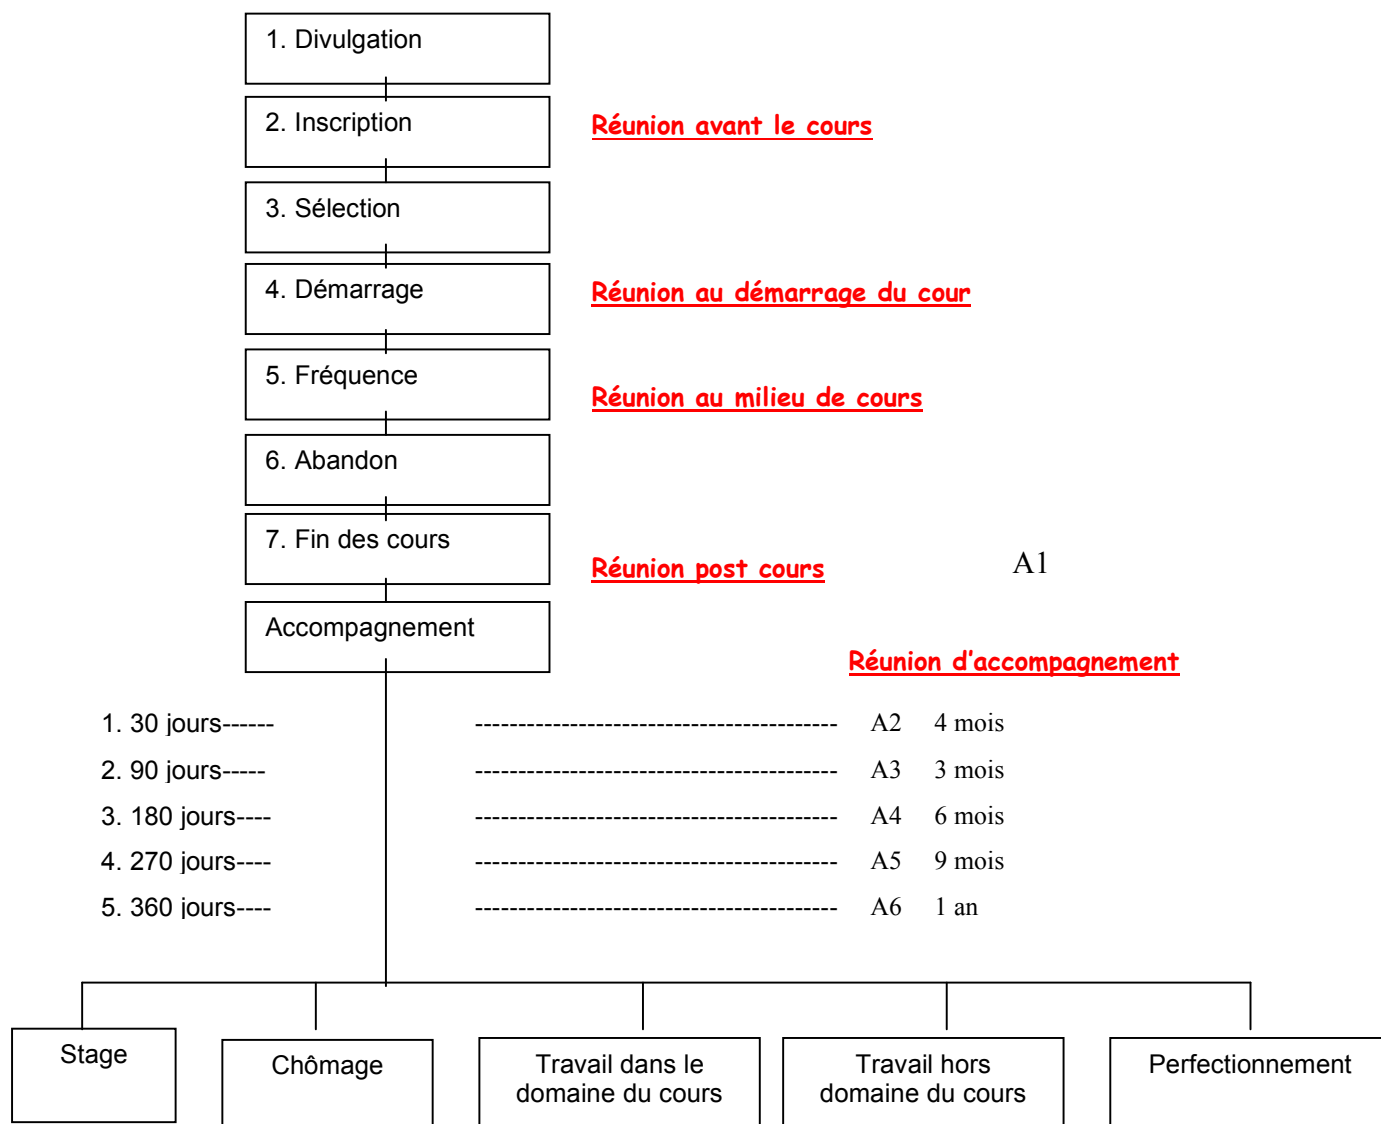 1. Divulgation
2. Inscription
Réunion avant le cours
3. Sélection
4. Démarrage
Réunion au démarrage du cour
5. Fréquence
Réunion au milieu de cours
6. Abandon
7. Fin des cours
Réunion post cours
A1
Accompagnement
Réunion d'accompagnement
1. 30 jours------ ------------------------------------------ A2 4 mois
2. 90 jours----- ------------------------------------------ A3 3 mois
3. 180 jours---- ------------------------------------------ A4 6 mois
4. 270 jours---- ------------------------------------------ A5 9 mois
5. 360 jours---- ------------------------------------------ A6 1 an
Stage
Chômage
Travail dans le
domaine du cours
Travail hors
domaine du cours
Perfectionnement